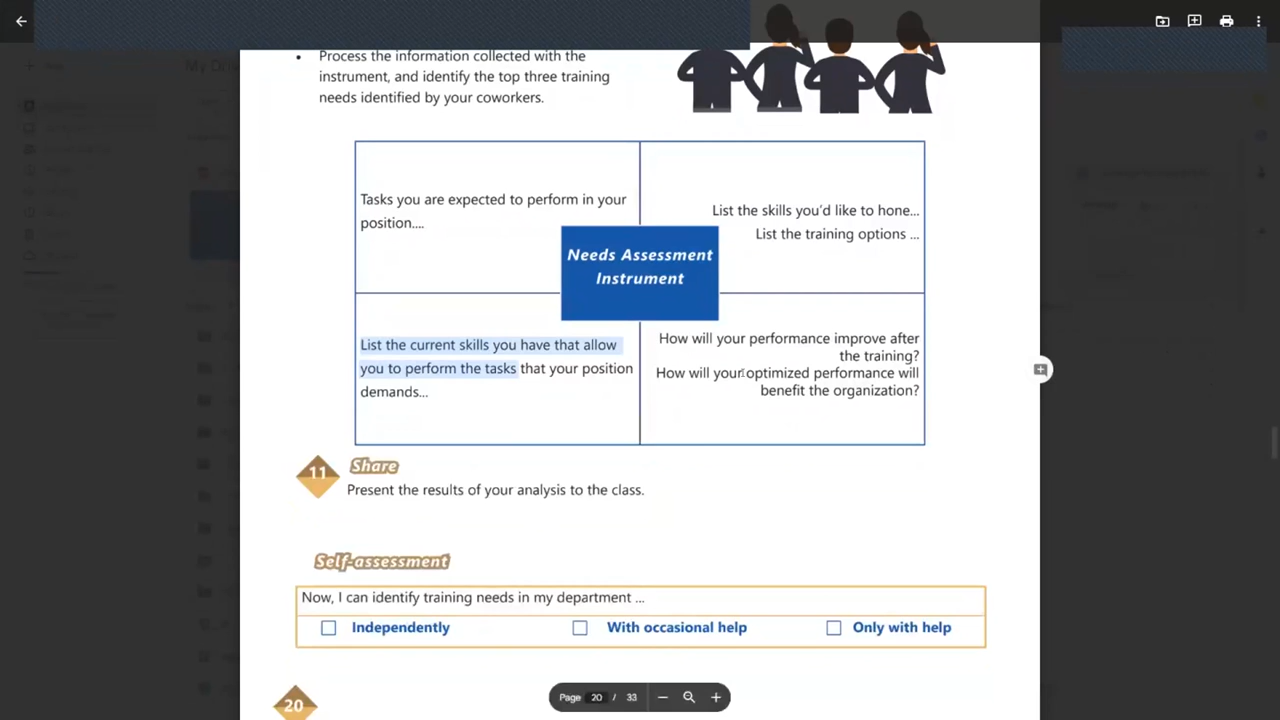 • Process the information collected with the
instrument, and identify the top three training
needs identified by your coworkers.
Tasks you are expected to perform in your
position....
List the skills you'd like to hone...
List the training options ...
Needs Assessment
Instrument
List the current skills you have that allow
you to perform the tasks that your position
demands...
How will your performance improve after
the training?
How will your optimized performance will
benefit the organization?
11 Share
Present the results of your analysis to the class.
Self-assessment
Now, I can identify training needs in my department ...
Independently
With occasional help
Only with help
20
Page 20 / 33